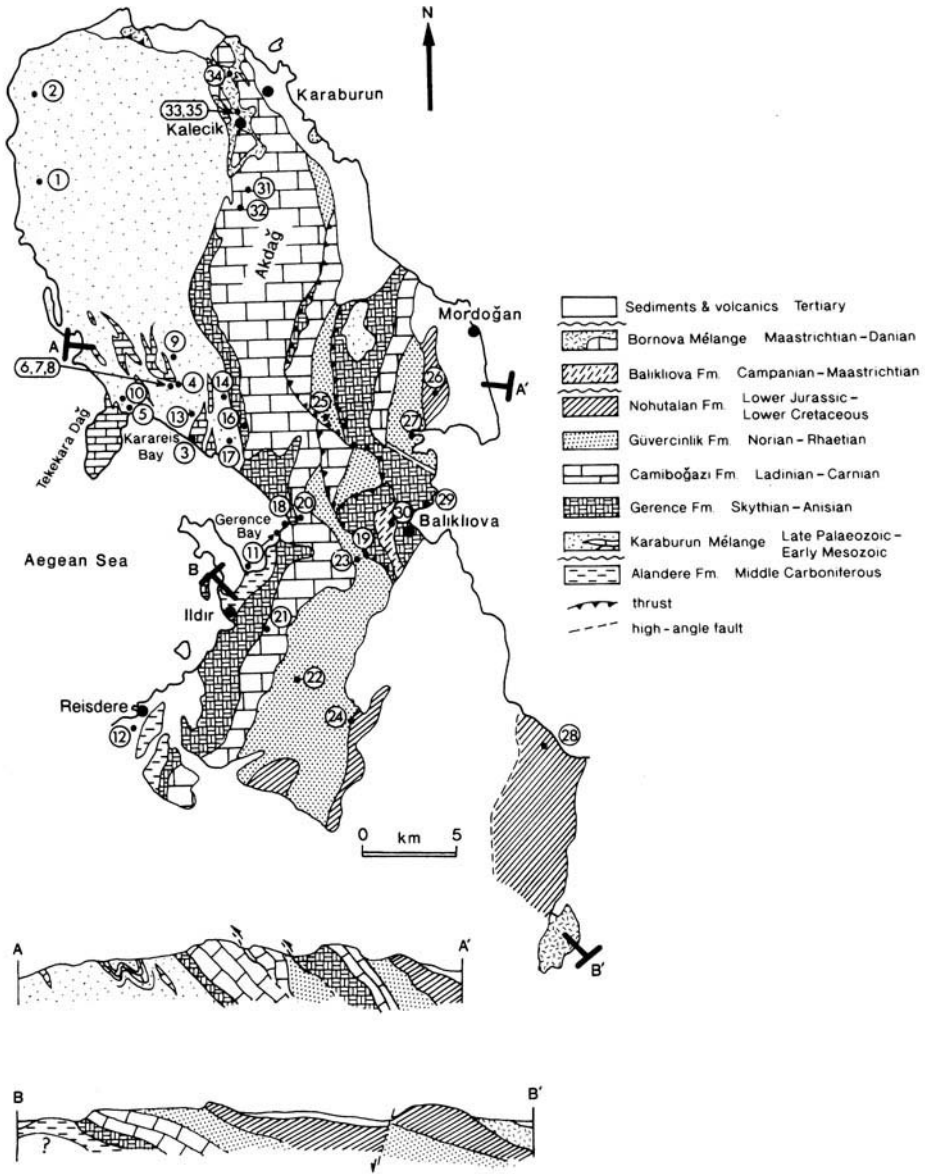 N
34
Karaburun
2
33,35
Kalecik
1
31
32
Akdağ
Mordoğan
A
9
6,7,8
4
14
26
A'
10
16
25
5
13
27
Karareis
Bay
3
17
Tekekara Dağ
29
18
20
30
Gerence
Bay
Balıklıova
11
19
Aegean Sea
23
B
Ildır
21
22
Reisdere
24
12
28
0 5
km
B'
Sediments & volcanics Tertiary
Bornova Mélange Maastrichtian–Danian
Balıklıova Fm. Campanian–Maastrichtian
Nohutalan Fm. Lower Jurassic–
Lower Cretaceous
Güvercinlik Fm. Norian–Rhaetian
Camiboğazı Fm. Ladinian–Carnian
Gerence Fm. Skythian–Anisian
Karaburun Mélange Late Palaeozoic–
Early Mesozoic
Alandere Fm. Middle Carboniferous
thrust
high-angle fault
A A'
B B'
?